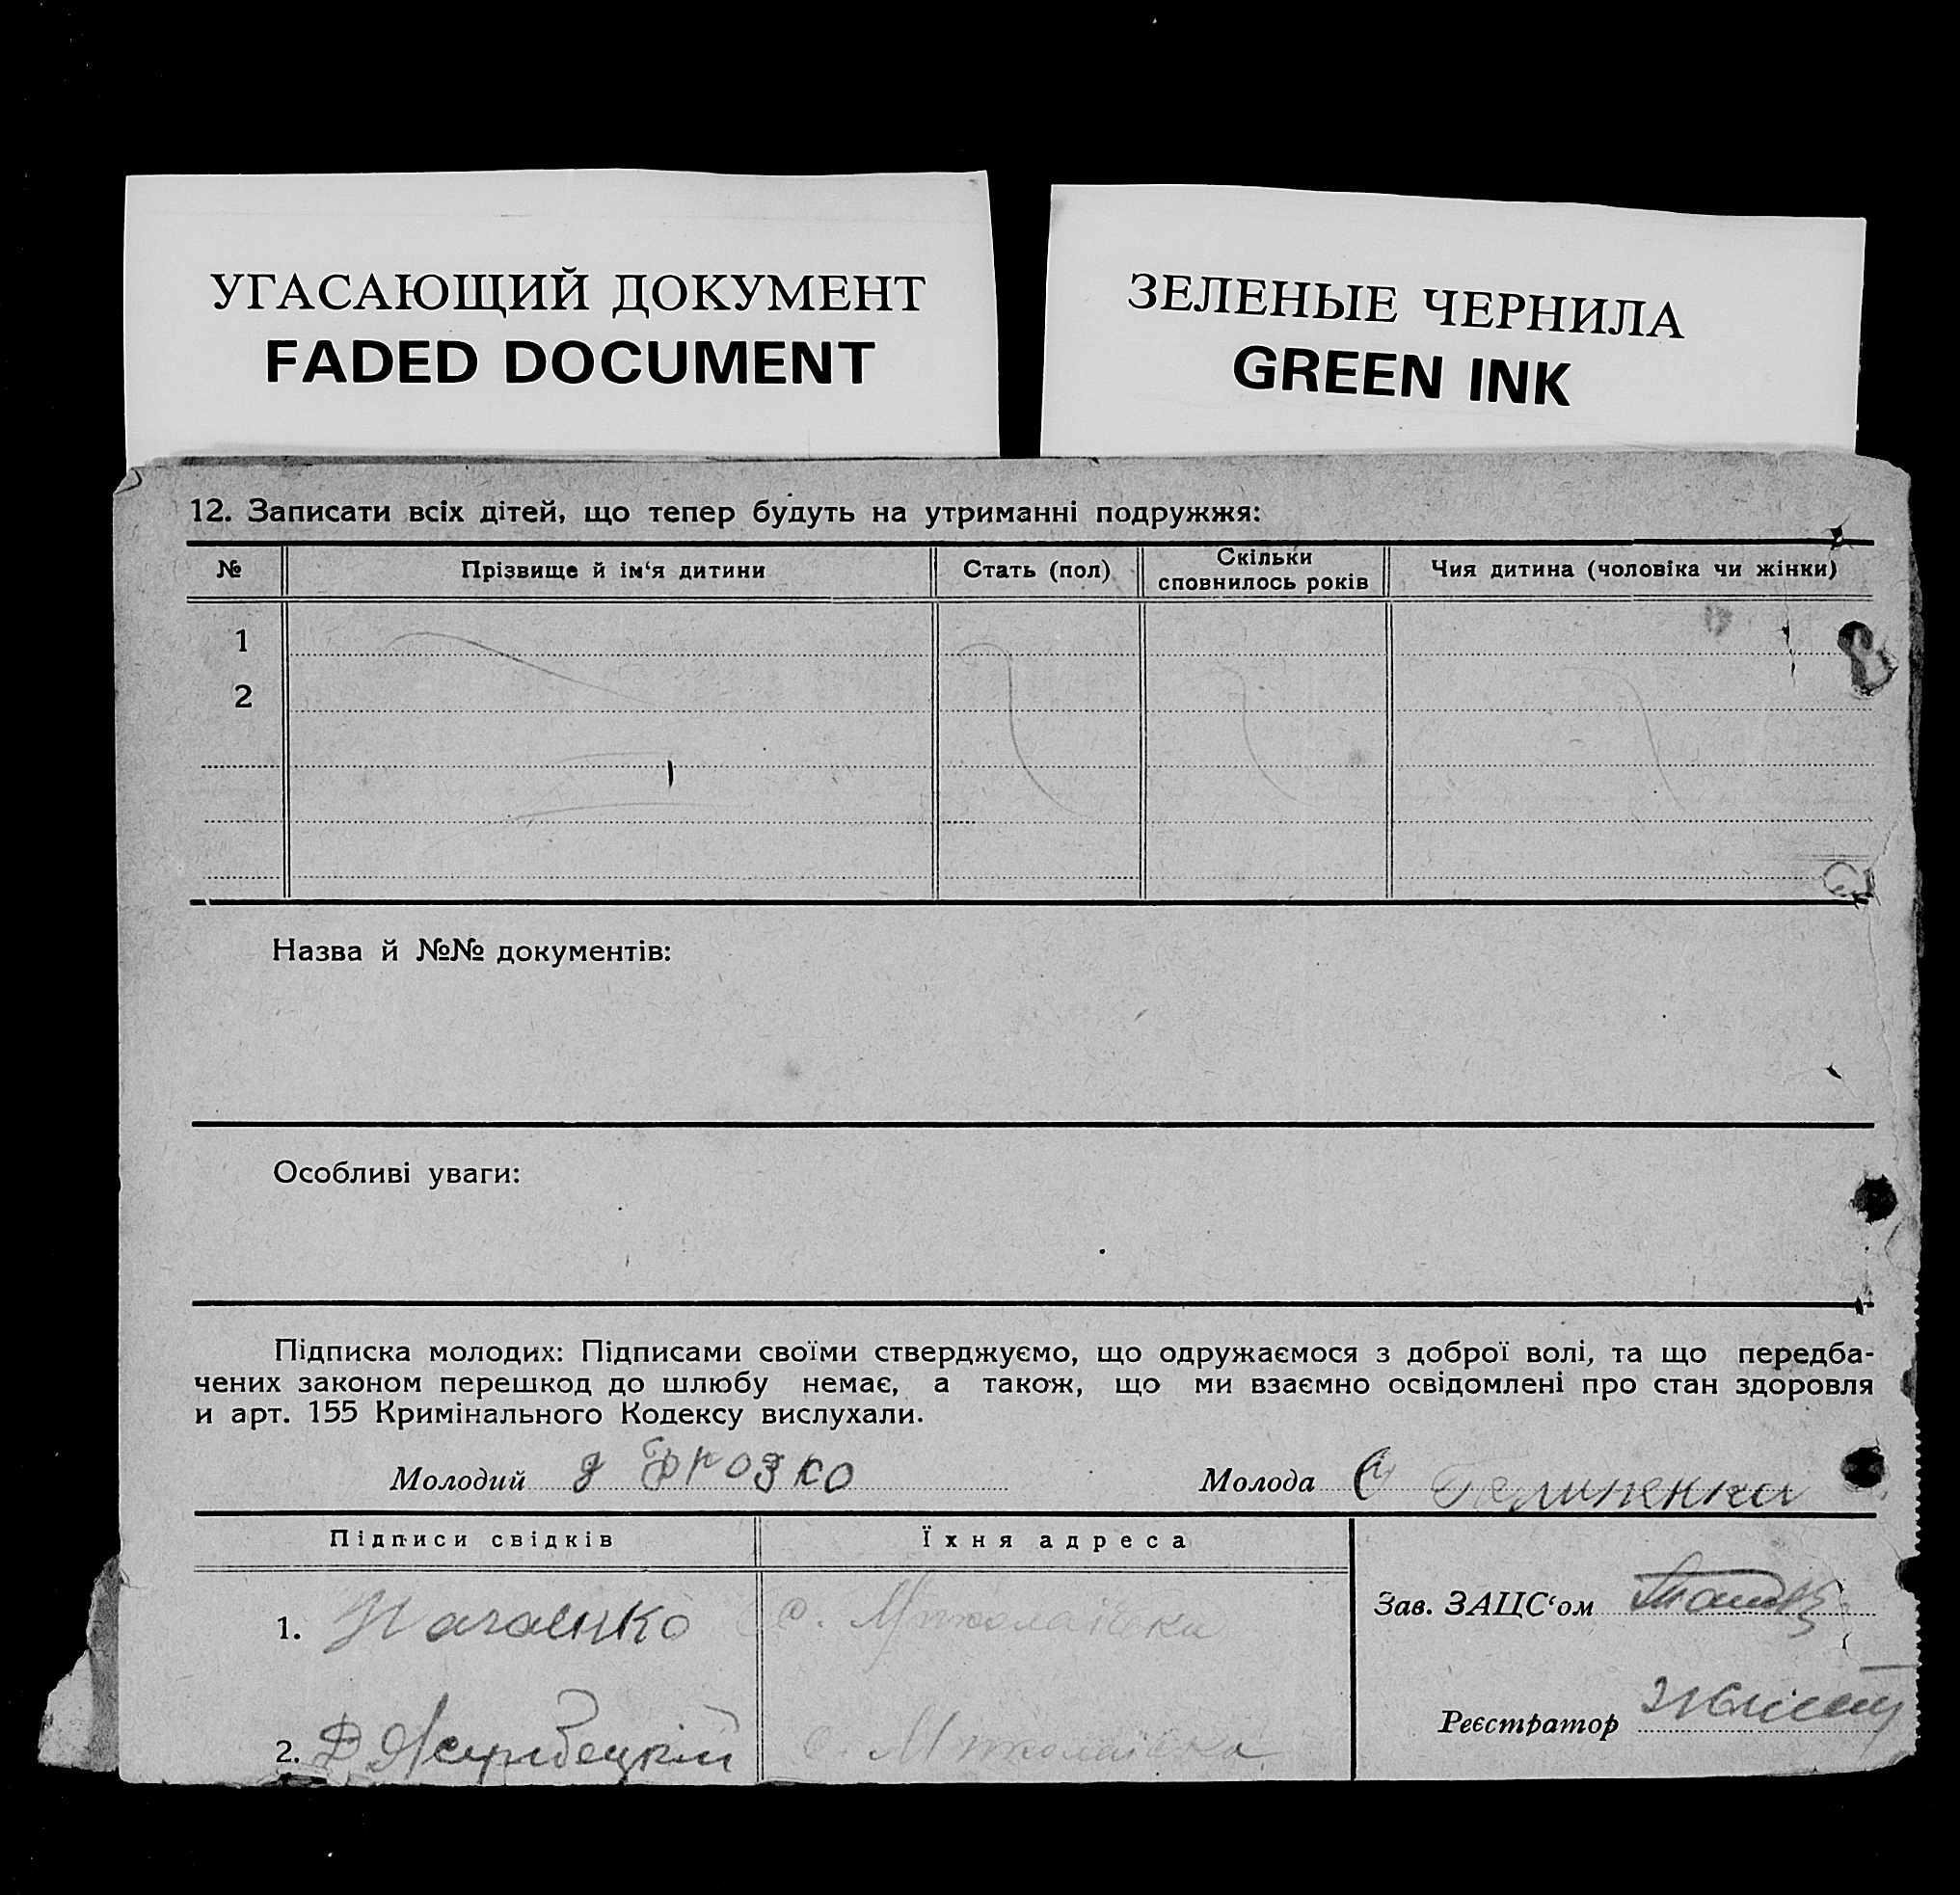 УГАСАЮЩИЙ ДОКУМЕНТ
FADED DOCUMENT
ЗЕЛЕНЫЕ ЧЕРНИЛА
GREEN INK
12. Записати всіх дітей, що тепер будуть на утриманні подружжя:
№ Прізвище й ім‘я дитини Стать (пол) Скільки сповнилось років Чия дитина (чоловіка чи жінки)
1
2
Назва й №№ документів:
Особливі уваги:
Підписка молодих: Підписами своїми стверджуємо, що одружаємося з доброї волі, та що передба-
чених законом перешкод до шлюбу немає, а також, що ми взаємно освідомлені про стан здоровля
и арт. 155 Кримінального Кодексу вислухали.
Молодий Молода
Підписи свідків Їхня адреса
Зав. ЗАЦС‘ом
1. с. Миколаївка
Реєстратор
2. с. Миколаївка